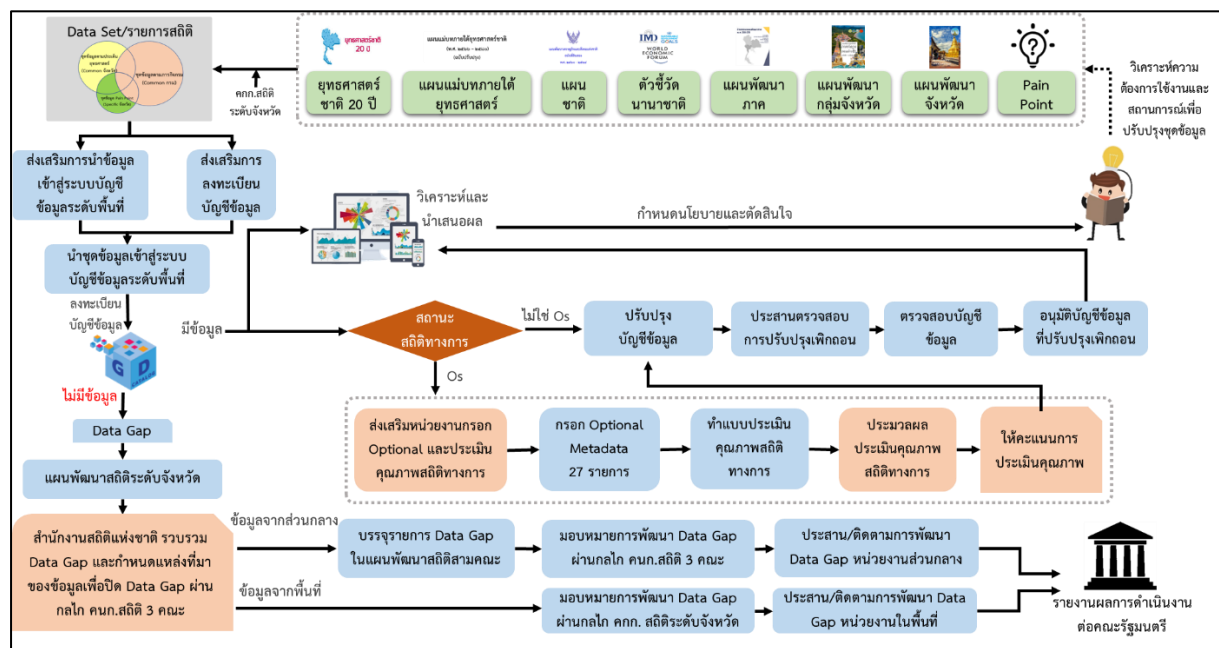 Data Set/รายการสถิติ
ยุทธศาสตร์ชาติ
20 ปี
แผนแม่บทภายใต้ยุทธศาสตร์ชาติ
IMD
WORLD
ECONOMIC
FORUM
ยุทธศาสตร์
ชาติ 20 ปี
แผนแม่บทภายใต้
ยุทธศาสตร์
แผน
ชาติ
ตัวชี้วัด
นานาชาติ
แผนพัฒนา
ภาค
แผนพัฒนา
กลุ่มจังหวัด
แผนพัฒนา
จังหวัด
Pain
Point
คกก.สถิติ
ระดับจังหวัด
วิเคราะห์ความ
ต้องการใช้งานและ
สถานการณ์เพื่อ
ปรับปรุงชุดข้อมูล
ส่งเสริมการนำข้อมูล
เข้าสู่ระบบบัญชี
ข้อมูลระดับพื้นที่
ส่งเสริมการ
ลงทะเบียน
บัญชีข้อมูล
วิเคราะห์และ
นำเสนอผล
กำหนดนโยบายและตัดสินใจ
นำชุดข้อมูลเข้าสู่ระบบ
บัญชีข้อมูลระดับพื้นที่
ลงทะเบียน
บัญชีข้อมูล
มีข้อมูล
สถานะ
สถิติทางการ
ไม่ใช่ Os
ปรับปรุง
บัญชีข้อมูล
ประสานตรวจสอบ
การปรับปรุงเพิกถอน
ตรวจสอบบัญชี
ข้อมูล
อนุมัติบัญชีข้อมูล
ที่ปรับปรุงเพิกถอน
G D
CATALOG
Os
ไม่มีข้อมูล
Data Gap
ส่งเสริมหน่วยงานกรอก
Optional และประเมิน
คุณภาพสถิติทางการ
กรอก Optional
Metadata
27 รายการ
ทำแบบประเมิน
คุณภาพสถิติ
ทางการ
ประมวลผล
ประเมินคุณภาพ
สถิติทางการ
ให้คะแนนการ
ประเมินคุณภาพ
แผนพัฒนาสถิติระดับจังหวัด
สำนักงานสถิติแห่งชาติ รวบรวม
Data Gap และกำหนดแหล่งที่มา
ของข้อมูลเพื่อปิด Data Gap ผ่าน
กลไก คนก.สถิติ 3 คณะ
ข้อมูลจากส่วนกลาง
บรรจุรายการ Data Gap
ในแผนพัฒนาสถิติสามคณะ
มอบหมายการพัฒนา Data Gap
ผ่านกลไก คนก.สถิติ 3 คณะ
ประสาน/ติดตามการพัฒนา
Data Gap หน่วยงานส่วนกลาง
ข้อมูลจากพื้นที่
มอบหมายการพัฒนา Data Gap
ผ่านกลไก คกก. สถิติระดับจังหวัด
ประสาน/ติดตามการพัฒนา Data
Gap หน่วยงานในพื้นที่
รายงานผลการดำเนินงาน
ต่อคณะรัฐมนตรี